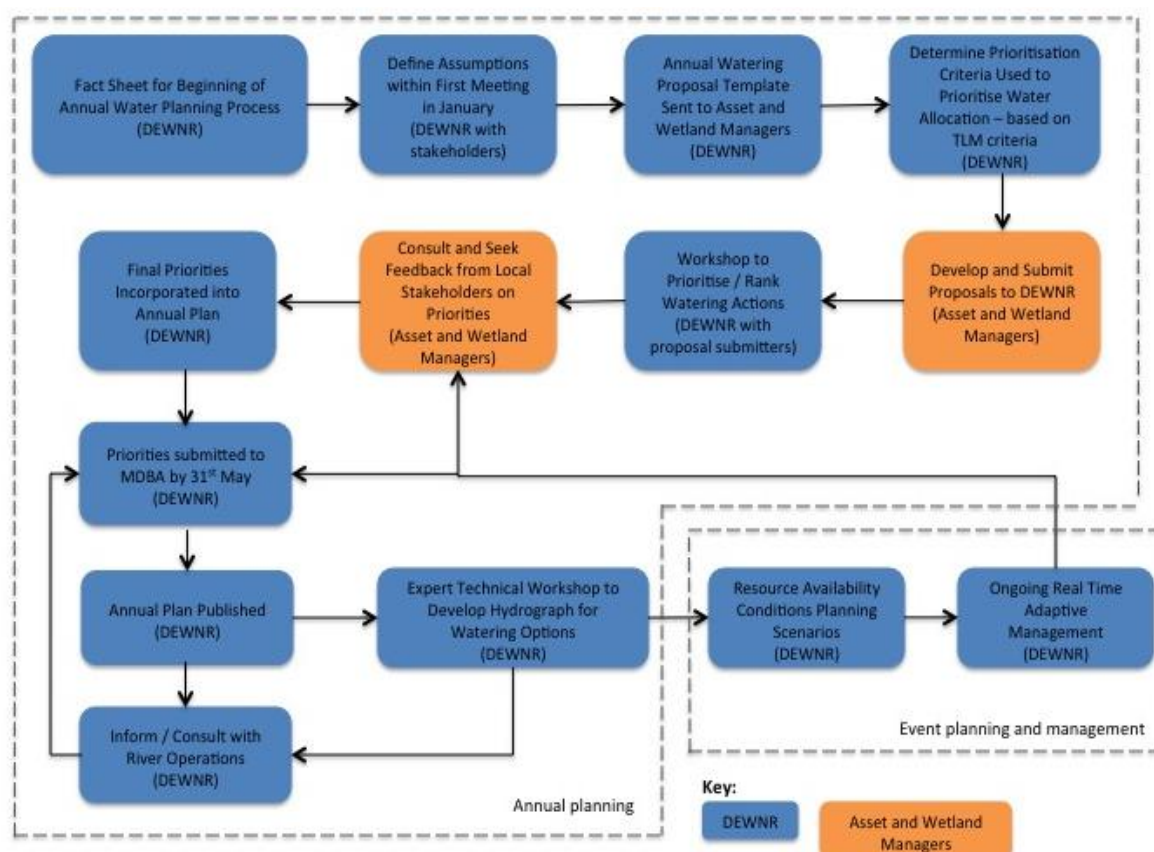 Fact Sheet for Beginning of
Annual Water Planning Process
(DEWNR)
Define Assumptions
within First Meeting
in January
(DEWNR with
stakeholders)
Annual Watering
Proposal Template
Sent to Asset and
Wetland Managers
(DEWNR)
Determine Prioritisation
Criteria Used to
Prioritise Water
Allocation – based on
TLM criteria
(DEWNR)
Develop and Submit
Proposals to DEWNR
(Asset and Wetland
Managers)
Workshop to
Prioritise / Rank
Watering Actions
(DEWNR with
proposal submitters)
Consult and Seek
Feedback from Local
Stakeholders on
Priorities
(Asset and Wetland
Managers)
Final Priorities
Incorporated into
Annual Plan
(DEWNR)
Priorities submitted to
MDBA by 31st May
(DEWNR)
Annual Plan Published
(DEWNR)
Expert Technical Workshop to
Develop Hydrograph for
Watering Options
(DEWNR)
Resource Availability
Conditions Planning
Scenarios
(DEWNR)
Ongoing Real Time
Adaptive
Management
(DEWNR)
Inform / Consult with
River Operations
(DEWNR)
Event planning and management
Annual planning
Key:
DEWNR
Asset and Wetland
Managers